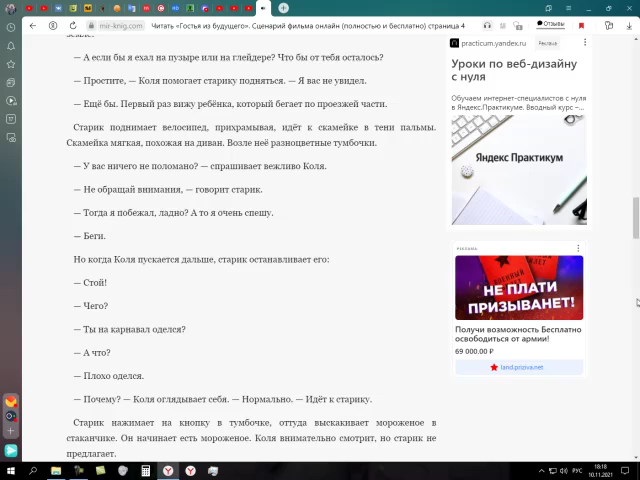 mir-knig.com
Читать «Гостья из будущего». Сценарий фильма онлайн (полностью и бесплатно) страница 4
Отзывы
— А если бы я ехал на пузыре или на глейдере? Что бы от тебя осталось?
— Простите, — Коля помогает старику подняться. — Я вас не увидел.
— Ещё бы. Первый раз вижу ребёнка, который бегает по проезжей части.
Старик поднимает велосипед, прихрамывая, идёт к скамейке в тени пальмы.
Скамейка мягкая, похожая на диван. Возле неё разноцветные тумбочки.
— У вас ничего не поломано? — спрашивает вежливо Коля.
— Не обращай внимания, — говорит старик.
— Тогда я побежал, ладно? А то я очень спешу.
— Беги.
Но когда Коля пускается дальше, старик останавливает его:
— Стой!
— Чего?
— Ты на карнавал оделся?
— А что?
— Плохо оделся.
— Почему? — Коля оглядывает себя. — Нормально. — Идёт к старику.
Старик нажимает на кнопку в тумбочке, оттуда выскакивает мороженое в
стаканчике. Он начинает есть мороженое. Коля внимательно смотрит, но старик не
предлагает.
practicum.yandex.ru
Реклама
Уроки по веб-дизайну
с нуля
Обучаем интернет-специалистов с нуля
в Яндекс.Практикуме. Вводный курс –...
Яндекс Практикум
РЕКЛАМА
ВОЕННЫЙ БИЛЕТ
НЕ ПЛАТИ
ПРИЗЫВАНЕТ!
Получи возможность Бесплатно
освободиться от армии!
69 000.00 ₽
land.priziva.net
РУС
18:18
10.11.2021